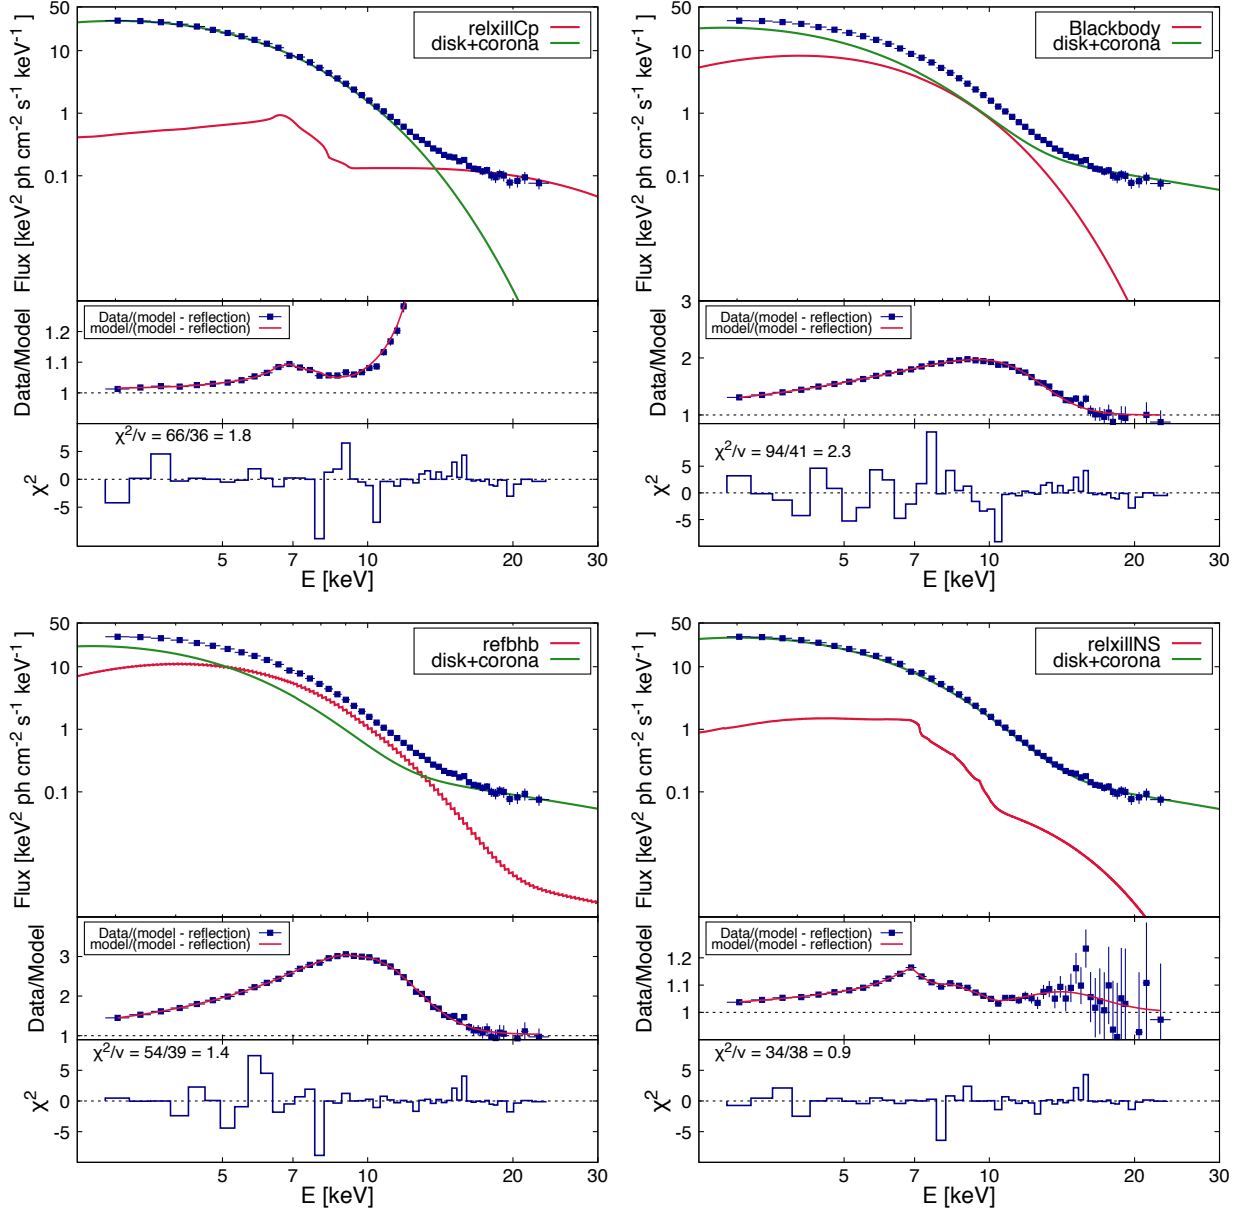 50
10
1
0.1
Flux [keV² ph cm⁻² s⁻¹ keV⁻¹ ]
relxillCp
disk+corona
1.2
1.1
1
Data/Model
Data/(model - reflection)
model/(model - reflection)
χ²/ν = 66/36 = 1.8
5
0
-5
χ²
5
7
10
20
30
E [keV]
50
10
1
0.1
Flux [keV² ph cm⁻² s⁻¹ keV⁻¹ ]
Blackbody
disk+corona
3
2
1
Data/Model
Data/(model - reflection)
model/(model - reflection)
χ²/ν = 94/41 = 2.3
5
0
-5
χ²
5
7
10
20
30
E [keV]
50
10
1
0.1
Flux [keV² ph cm⁻² s⁻¹ keV⁻¹ ]
refbhb
disk+corona
3
2
1
Data/Model
Data/(model - reflection)
model/(model - reflection)
χ²/ν = 54/39 = 1.4
5
0
-5
χ²
5
7
10
20
30
E [keV]
50
10
1
0.1
Flux [keV² ph cm⁻² s⁻¹ keV⁻¹ ]
relxillNS
disk+corona
1.2
1.1
1
Data/Model
Data/(model - reflection)
model/(model - reflection)
χ²/ν = 34/38 = 0.9
5
0
-5
χ²
5
7
10
20
30
E [keV]